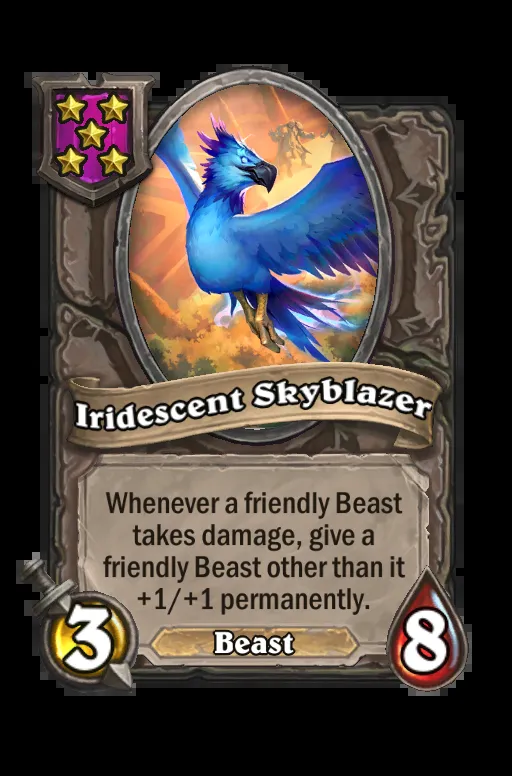 Iridescent Skyblazer
Whenever a friendly Beast
takes damage, give a
friendly Beast other than it
+1/+1 permanently.
3
Beast
8